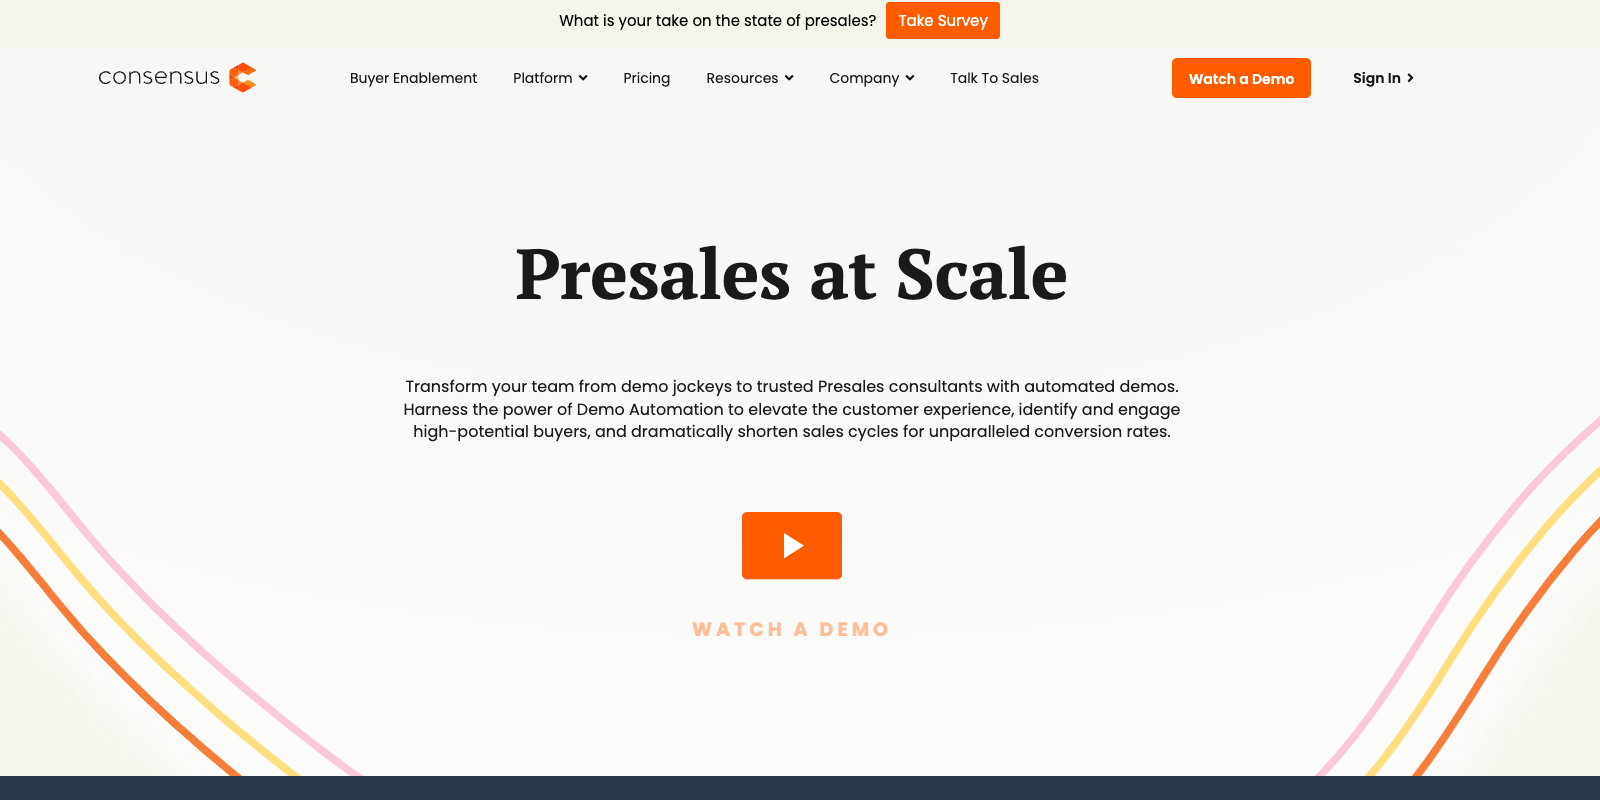 What is your take on the state of presales? Take Survey
consensus Buyer Enablement Platform Pricing Resources Company Talk To Sales Watch a Demo Sign In
Presales at Scale
Transform your team from demo jockeys to trusted Presales consultants with automated demos.
Harness the power of Demo Automation to elevate the customer experience, identify and engage
high-potential buyers, and dramatically shorten sales cycles for unparalleled conversion rates.
WATCH A DEMO